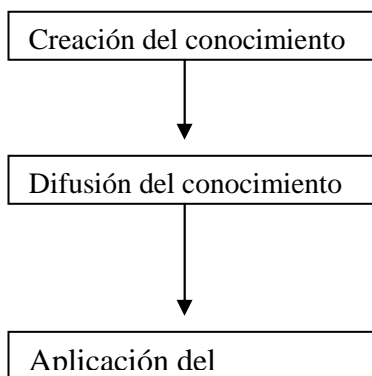 Creación del conocimiento
Difusión del conocimiento
Aplicación del